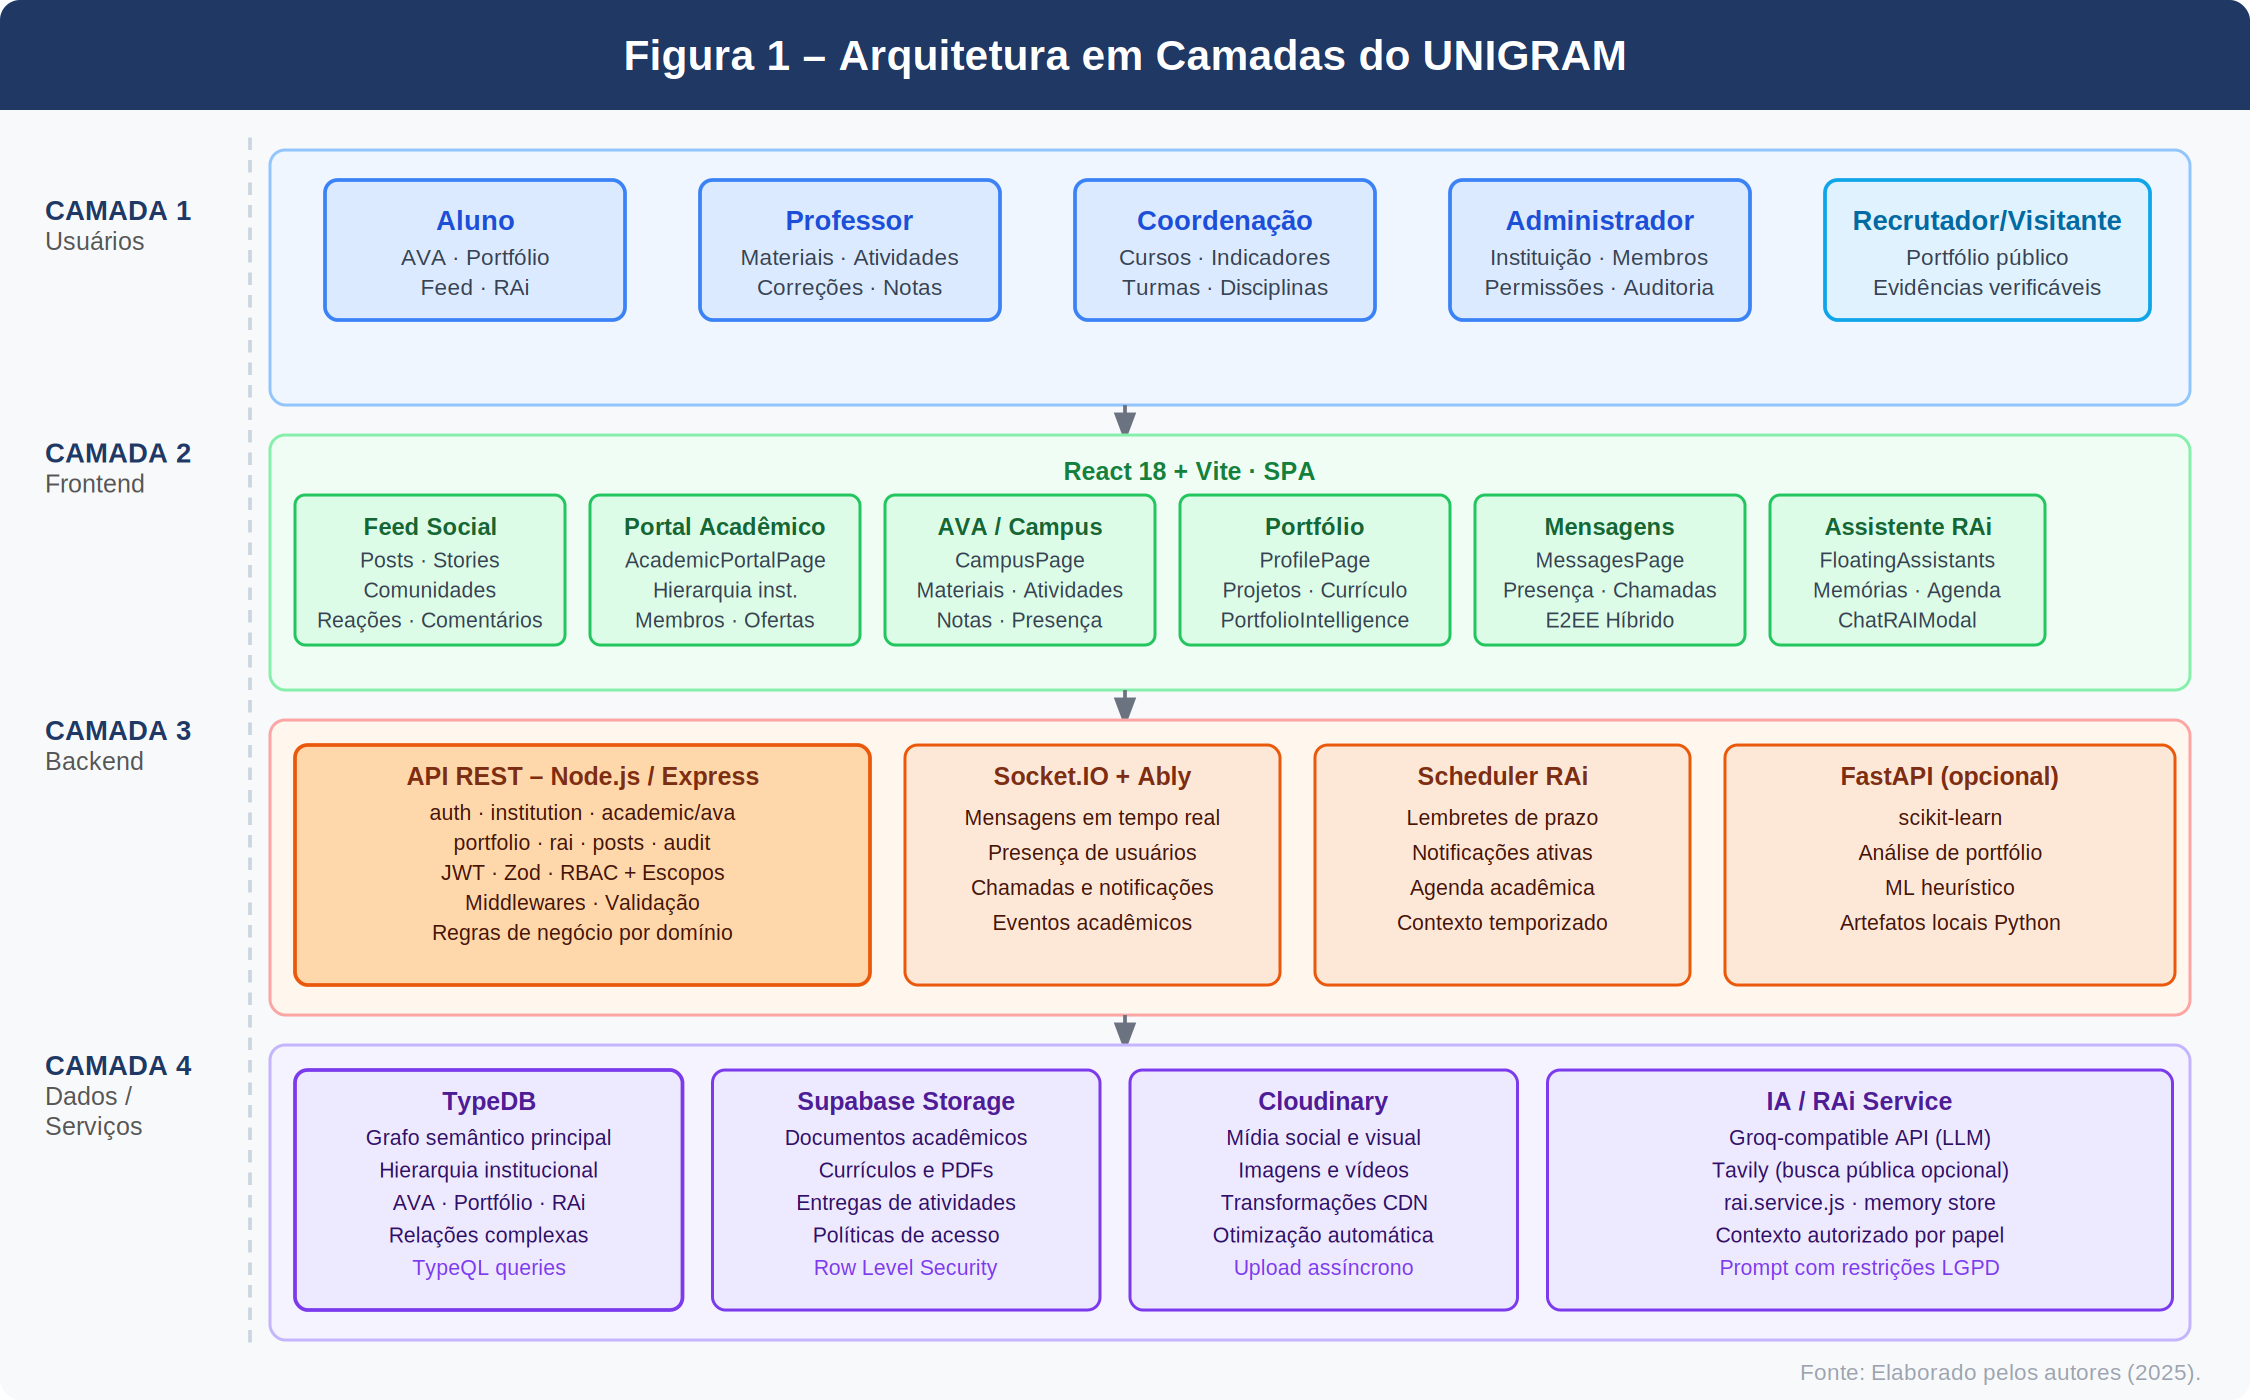 Figura 1 – Arquitetura em Camadas do UNIGRAM
CAMADA 1
Usuários
Aluno
AVA · Portfólio
Feed · RAi
Professor
Materiais · Atividades
Correções · Notas
Coordenação
Cursos · Indicadores
Turmas · Disciplinas
Administrador
Instituição · Membros
Permissões · Auditoria
Recrutador/Visitante
Portfólio público
Evidências verificáveis
CAMADA 2
Frontend
React 18 + Vite · SPA
Feed Social
Posts · Stories
Comunidades
Reações · Comentários
Portal Acadêmico
AcademicPortalPage
Hierarquia inst.
Membros · Ofertas
AVA / Campus
CampusPage
Materiais · Atividades
Notas · Presença
Portfólio
ProfilePage
Projetos · Currículo
PortfolioIntelligence
Mensagens
MessagesPage
Presença · Chamadas
E2EE Híbrido
Assistente RAi
FloatingAssistants
Memórias · Agenda
ChatRAIModal
CAMADA 3
Backend
API REST – Node.js / Express
auth · institution · academic/ava
portfolio · rai · posts · audit
JWT · Zod · RBAC + Escopos
Middlewares · Validação
Regras de negócio por domínio
Socket.IO + Ably
Mensagens em tempo real
Presença de usuários
Chamadas e notificações
Eventos acadêmicos
Scheduler RAi
Lembretes de prazo
Notificações ativas
Agenda acadêmica
Contexto temporizado
FastAPI (opcional)
scikit-learn
Análise de portfólio
ML heurístico
Artefatos locais Python
CAMADA 4
Dados /
Serviços
TypeDB
Grafo semântico principal
Hierarquia institucional
AVA · Portfólio · RAi
Relações complexas
TypeQL queries
Supabase Storage
Documentos acadêmicos
Currículos e PDFs
Entregas de atividades
Políticas de acesso
Row Level Security
Cloudinary
Mídia social e visual
Imagens e vídeos
Transformações CDN
Otimização automática
Upload assíncrono
IA / RAi Service
Groq-compatible API (LLM)
Tavily (busca pública opcional)
rai.service.js · memory store
Contexto autorizado por papel
Prompt com restrições LGPD
Fonte: Elaborado pelos autores (2025).